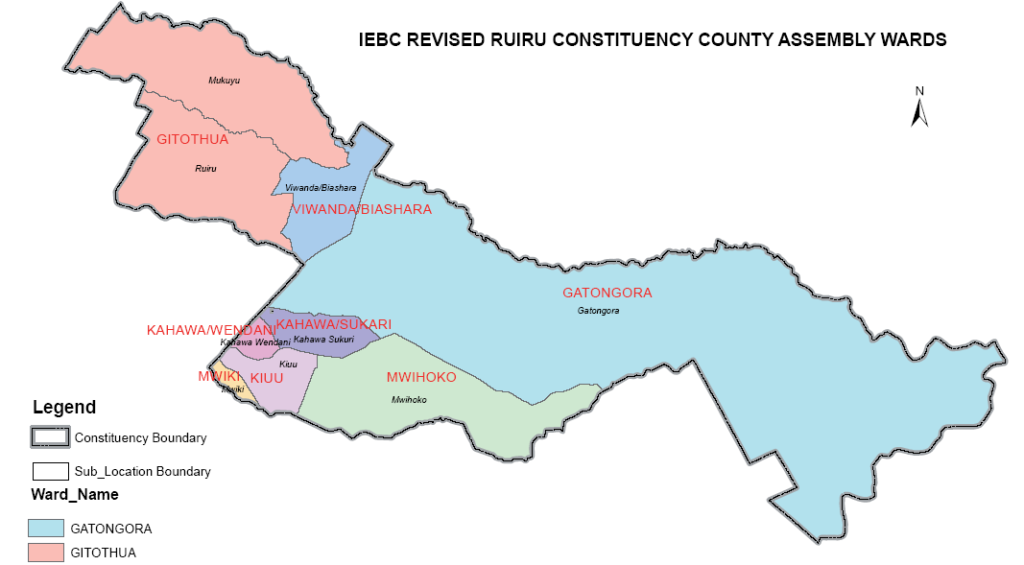 IEBC REVISED RUIRU CONSTITUENCY COUNTY ASSEMBLY WARDS
Mukuyu
N
GITOTHUA
Ruiru
Viwanda/Biashara
VIWANDA/BIASHARA
GATONGORA
Gatongora
KAHAWA/SUKARI
KAHAWA/WENDANI
Kahawa Sukuri
Kahawa Wendani
Kiuu
MWIKI
KIUU
MWIHOKO
Mwiki
Mwihoko
Legend
Constituency Boundary
Sub_Location Boundary
Ward_Name
GATONGORA
GITOTHUA